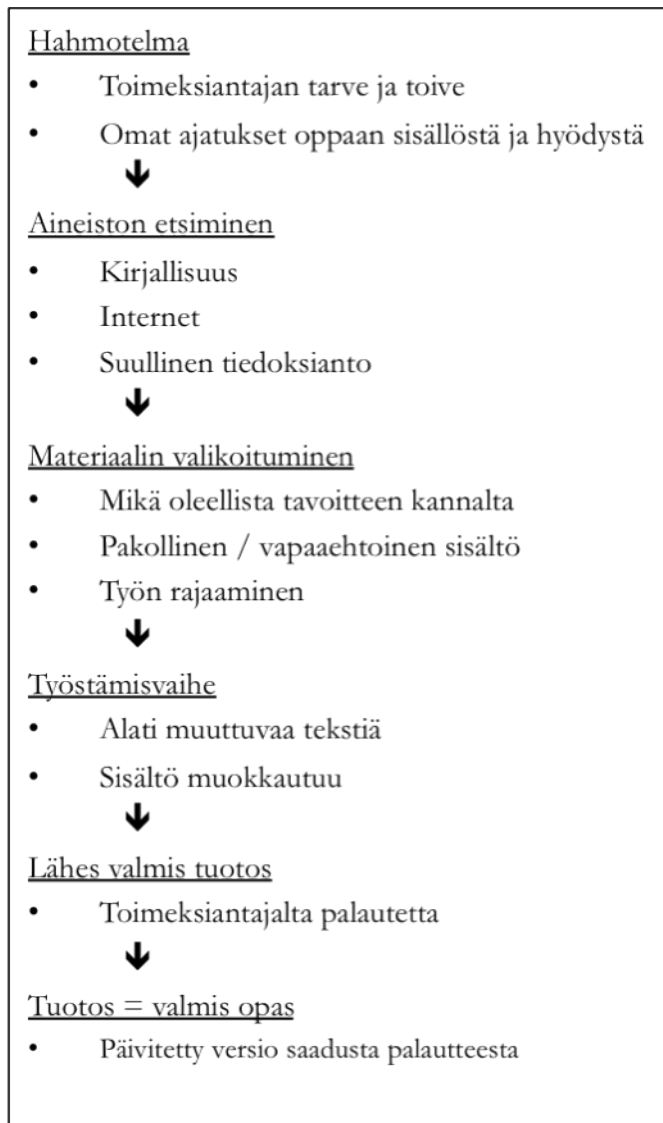 Hahmotelma
• Toimeksiantajan tarve ja toive
• Omat ajatukset oppaan sisällöstä ja hyödystä
🡫
Aineiston etsiminen
• Kirjallisuus
• Internet
• Suullinen tiedoksianto
🡫
Materiaalin valikoituminen
• Mikä oleellista tavoitteen kannalta
• Pakollinen / vapaaehtoinen sisältö
• Työn rajaaminen
🡫
Työstämisvaihe
• Alati muuttuvaa tekstiä
• Sisältö muokkautuu
🡫
Lähes valmis tuotos
• Toimeksiantajalta palautetta
🡫
Tuotos = valmis opas
• Päivitetty versio saadusta palautteesta